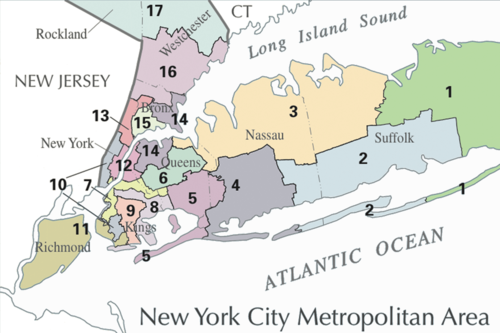 17
CT
Rockland
Westchester
Long Island Sound
NEW JERSEY
16
1
3
13
Bronx
14
15
Nassau
Suffolk
New York
14
2
12
Queens
10
7
6
4
5
1
9
8
2
11
Richmond
Kings
5
ATLANTIC OCEAN
New York City Metropolitan Area